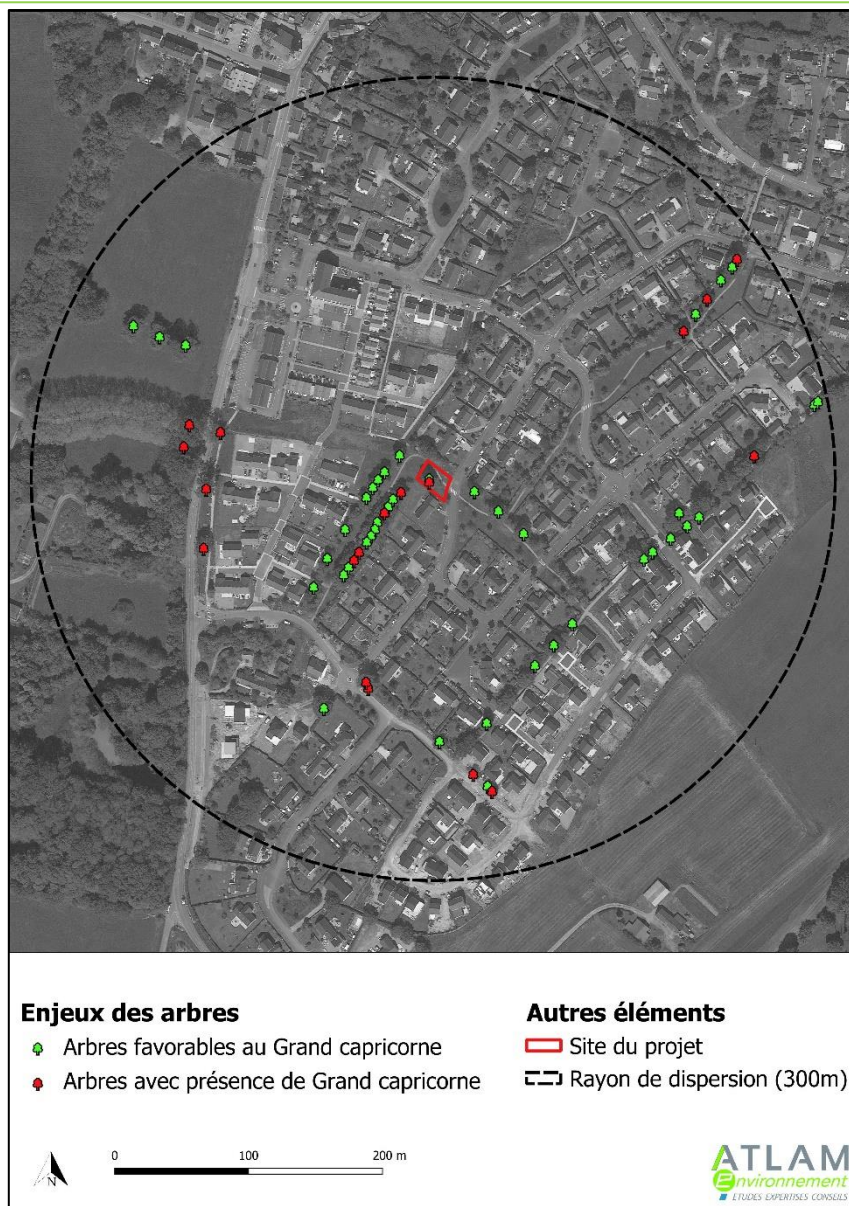 Enjeux des arbres
Arbres favorables au Grand capricorne
Arbres avec présence de Grand capricorne
Autres éléments
Site du projet
Rayon de dispersion (300m)
N
0 100 200 m
ATLAM
Environnement
ETUDES EXPERTISES CONSEILS